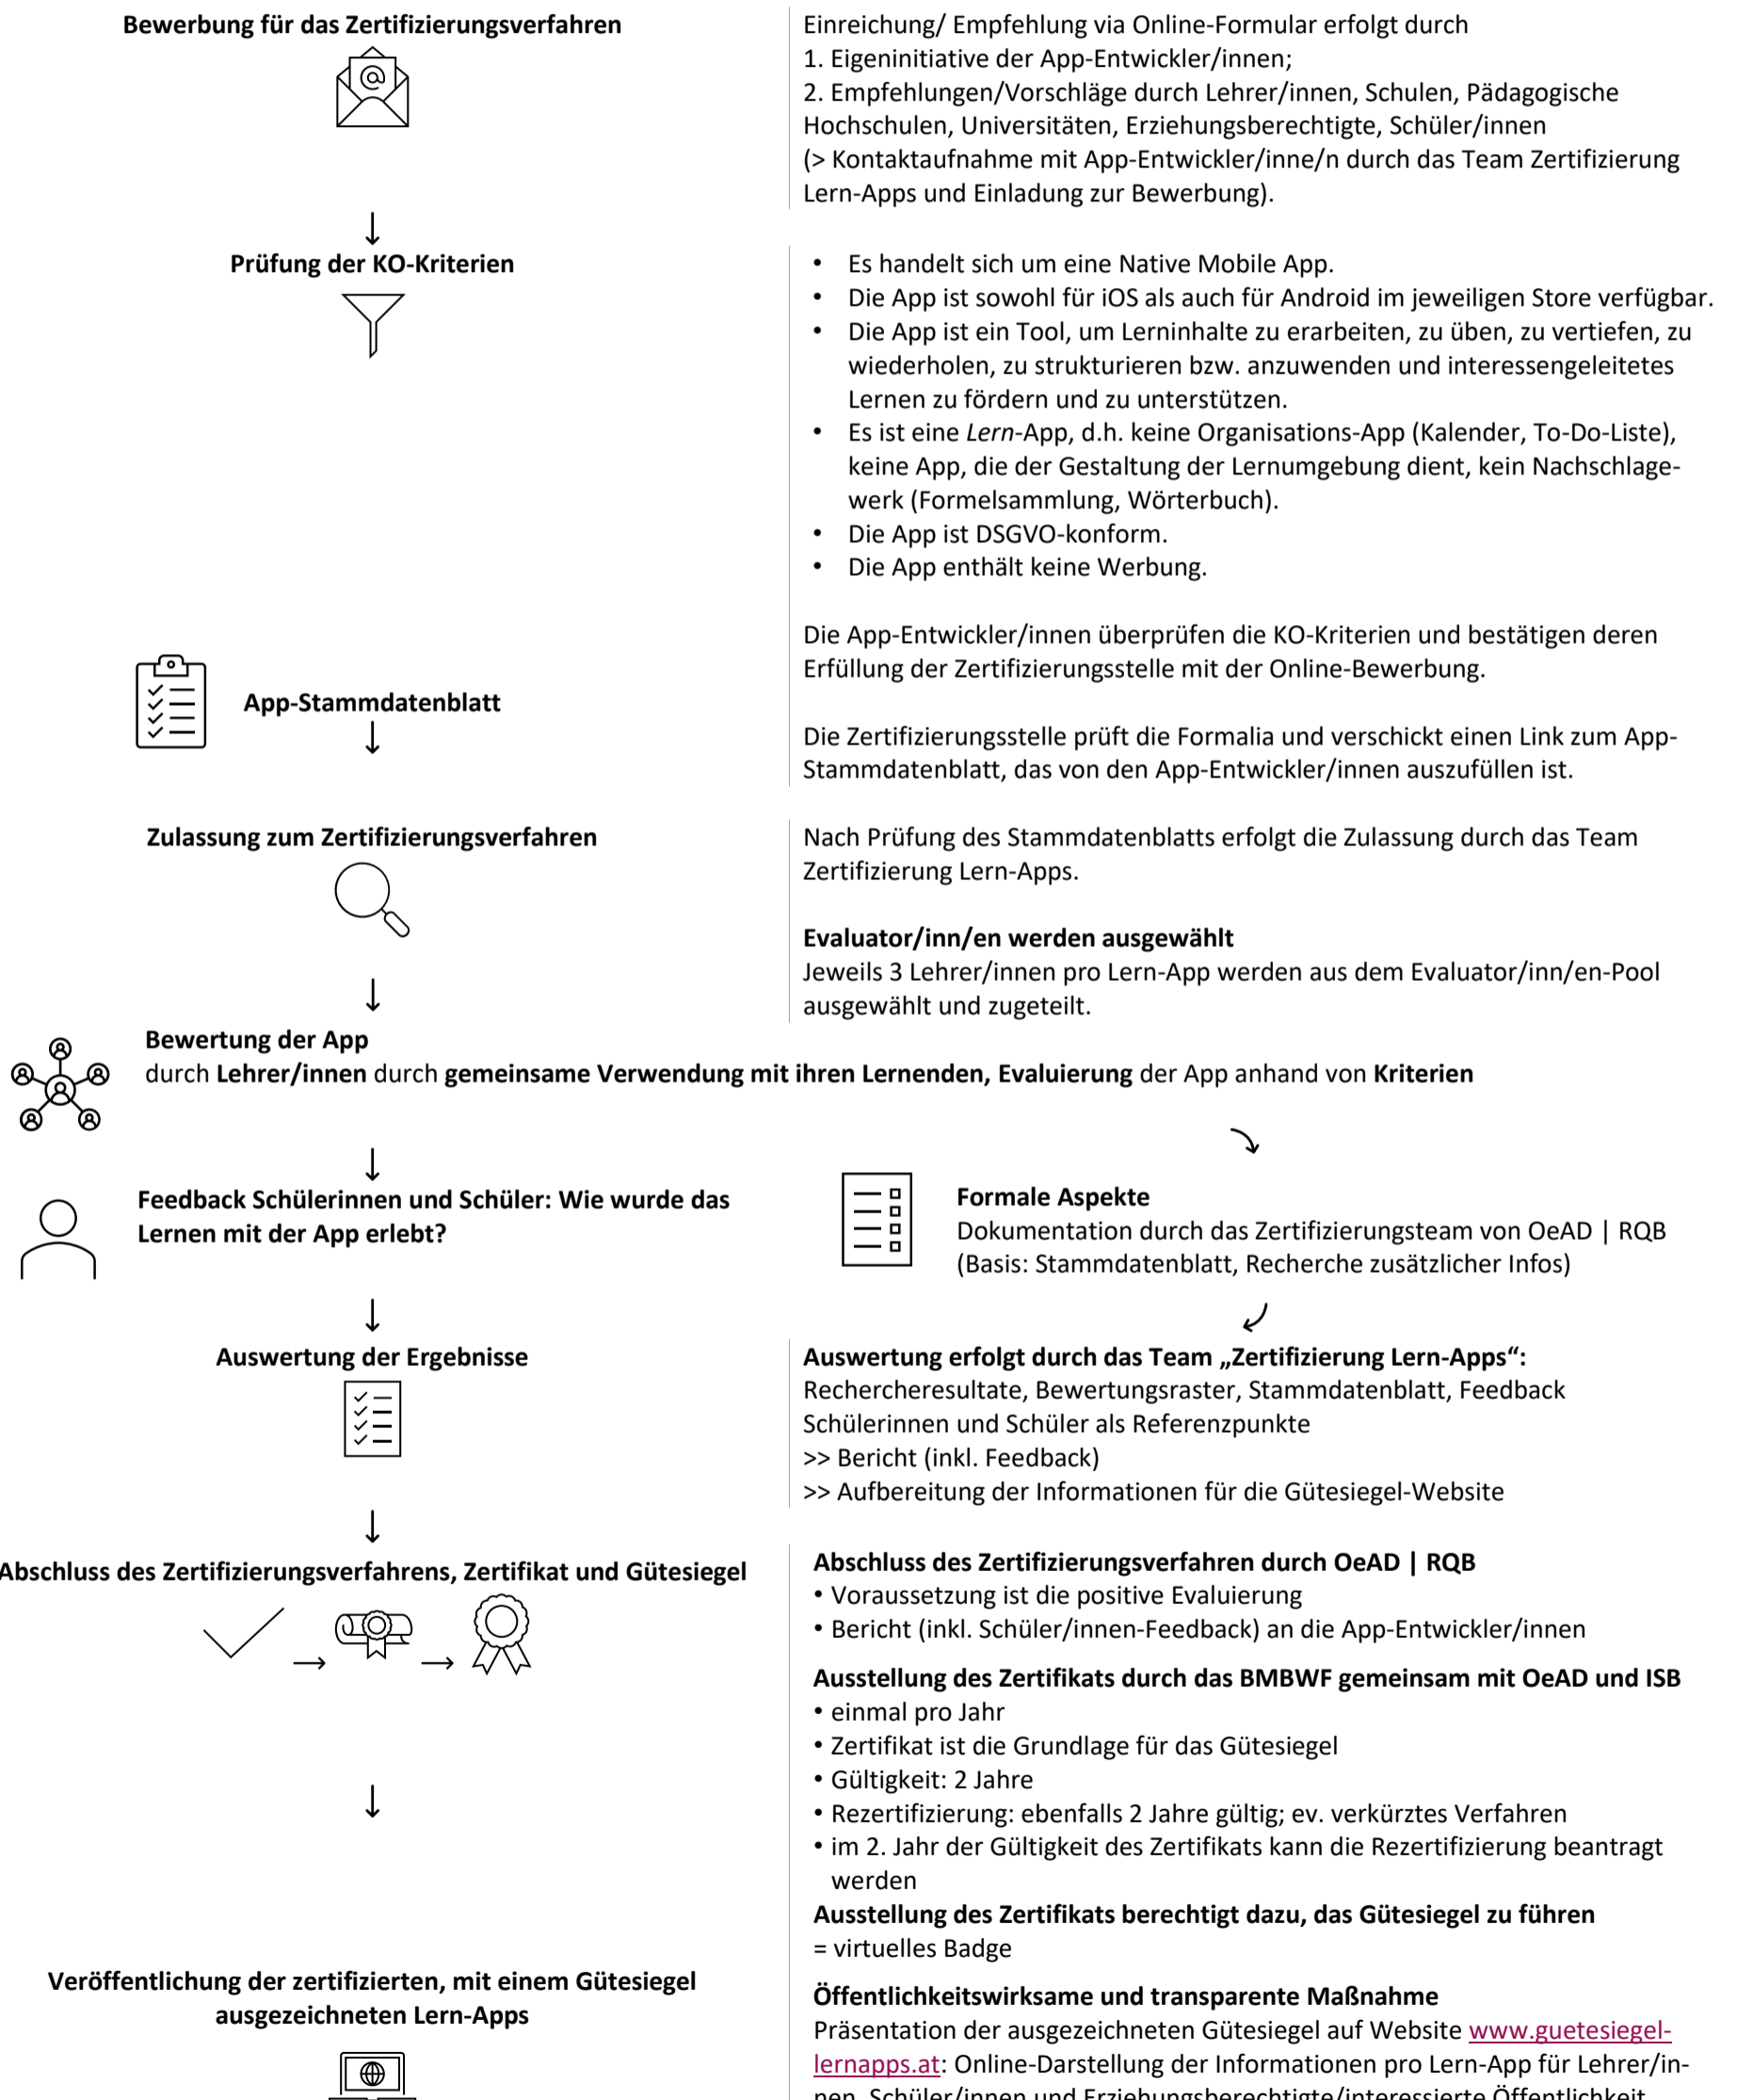 Bewerbung für das Zertifizierungsverfahren
Einreichung/ Empfehlung via Online-Formular erfolgt durch
1. Eigeninitiative der App-Entwickler/innen;
2. Empfehlungen/Vorschläge durch Lehrer/innen, Schulen, Pädagogische
Hochschulen, Universitäten, Erziehungsberechtigte, Schüler/innen
(> Kontaktaufnahme mit App-Entwickler/inne/n durch das Team Zertifizierung
Lern-Apps und Einladung zur Bewerbung).
Prüfung der KO-Kriterien
• Es handelt sich um eine Native Mobile App.
• Die App ist sowohl für iOS als auch für Android im jeweiligen Store verfügbar.
• Die App ist ein Tool, um Lerninhalte zu erarbeiten, zu üben, zu vertiefen, zu
wiederholen, zu strukturieren bzw. anzuwenden und interessengeleitetes
Lernen zu fördern und zu unterstützen.
• Es ist eine Lern-App, d.h. keine Organisations-App (Kalender, To-Do-Liste),
keine App, die der Gestaltung der Lernumgebung dient, kein Nachschlage-
werk (Formelsammlung, Wörterbuch).
• Die App ist DSGVO-konform.
• Die App enthält keine Werbung.
Die App-Entwickler/innen überprüfen die KO-Kriterien und bestätigen deren
Erfüllung der Zertifizierungsstelle mit der Online-Bewerbung.
App-Stammdatenblatt
Die Zertifizierungsstelle prüft die Formalia und verschickt einen Link zum App-
Stammdatenblatt, das von den App-Entwickler/innen auszufüllen ist.
Zulassung zum Zertifizierungsverfahren
Nach Prüfung des Stammdatenblatts erfolgt die Zulassung durch das Team
Zertifizierung Lern-Apps.
Evaluator/inn/en werden ausgewählt
Jeweils 3 Lehrer/innen pro Lern-App werden aus dem Evaluator/inn/en-Pool
ausgewählt und zugeteilt.
Bewertung der App
durch Lehrer/innen durch gemeinsame Verwendung mit ihren Lernenden, Evaluierung der App anhand von Kriterien
Feedback Schülerinnen und Schüler: Wie wurde das
Lernen mit der App erlebt?
Formale Aspekte
Dokumentation durch das Zertifizierungsteam von OeAD | RQB
(Basis: Stammdatenblatt, Recherche zusätzlicher Infos)
Auswertung der Ergebnisse
Auswertung erfolgt durch das Team „Zertifizierung Lern-Apps“:
Rechercheresultate, Bewertungsraster, Stammdatenblatt, Feedback
Schülerinnen und Schüler als Referenzpunkte
>> Bericht (inkl. Feedback)
>> Aufbereitung der Informationen für die Gütesiegel-Website
Abschluss des Zertifizierungsverfahrens, Zertifikat und Gütesiegel
Abschluss des Zertifizierungsverfahren durch OeAD | RQB
• Voraussetzung ist die positive Evaluierung
• Bericht (inkl. Schüler/innen-Feedback) an die App-Entwickler/innen
Ausstellung des Zertifikats durch das BMBWF gemeinsam mit OeAD und ISB
• einmal pro Jahr
• Zertifikat ist die Grundlage für das Gütesiegel
• Gültigkeit: 2 Jahre
• Rezertifizierung: ebenfalls 2 Jahre gültig; ev. verkürztes Verfahren
• im 2. Jahr der Gültigkeit des Zertifikats kann die Rezertifizierung beantragt
werden
Ausstellung des Zertifikats berechtigt dazu, das Gütesiegel zu führen
= virtuelles Badge
Veröffentlichung der zertifizierten, mit einem Gütesiegel
ausgezeichneten Lern-Apps
Öffentlichkeitswirksame und transparente Maßnahme
Präsentation der ausgezeichneten Gütesiegel auf Website www.guetesiegel-
lernapps.at: Online-Darstellung der Informationen pro Lern-App für Lehrer/in-
nen, Schüler/innen und Erziehungsberechtigte/interessierte Öffentlichkeit